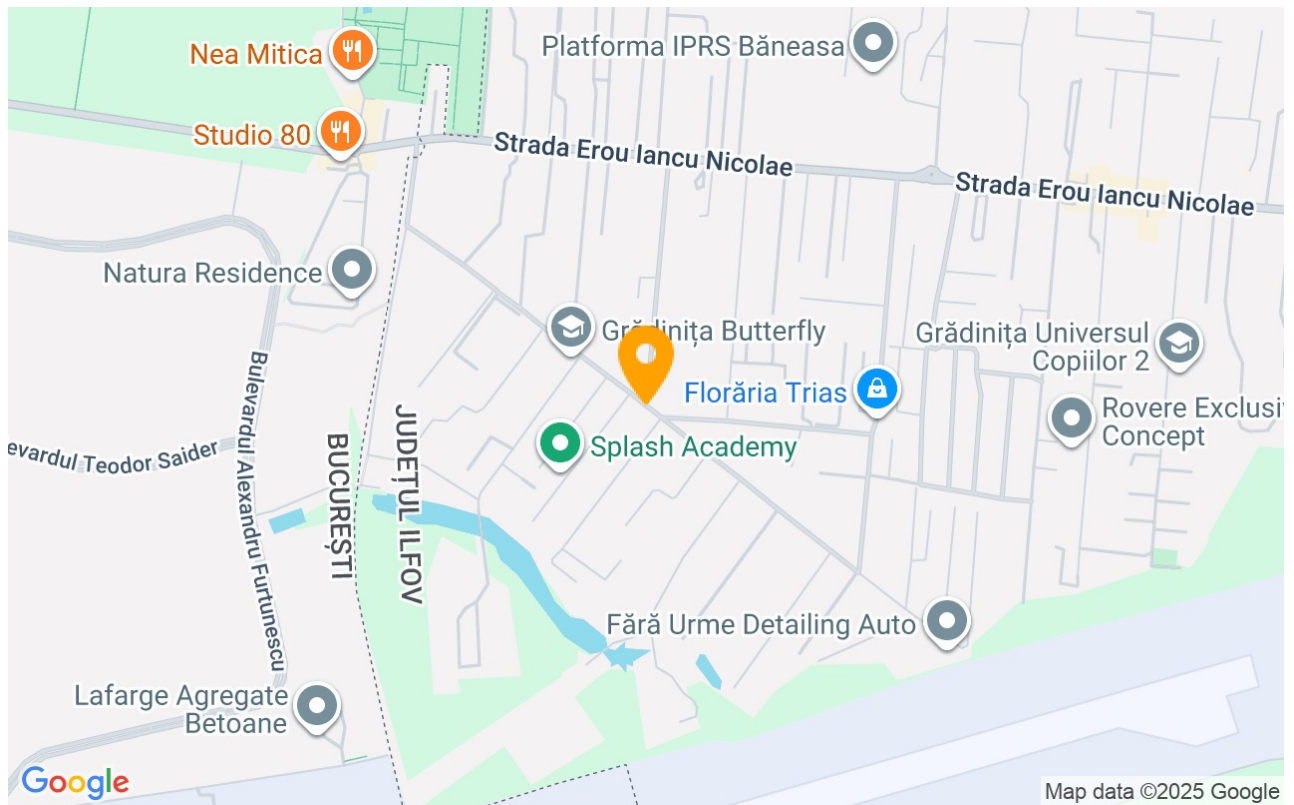 Nea Mitica
Platforma IPRS Băneasa
Studio 80
Strada Erou Iancu Nicolae
Strada Erou Iancu Nicolae
Natura Residence
Grădinița Butterfly
Grădinița Universul
Copiilor 2
Florăria Trias
Rovere Exclusi
Concept
Splash Academy
evardul Teodor Saider
Bulevardul Alexandru Furtunescu
BUCUREȘTI
JUDEȚUL ILFOV
Fără Urme Detailing Auto
Lafarge Agregate
Betoane
Google
Map data ©2025 Google